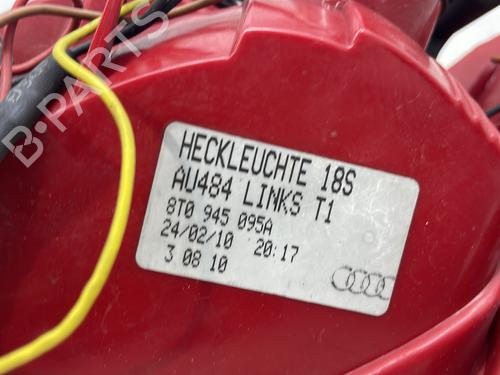 HECKLEUCHTE 18S
AU484 LINKS T1
8T0 945 095A
24/02/10 20:17
3 08 10
B-PARTS